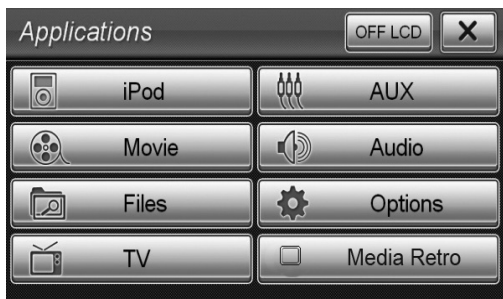 Applications OFF LCD
iPod AUX
Movie Audio
Files Options
TV Media Retro